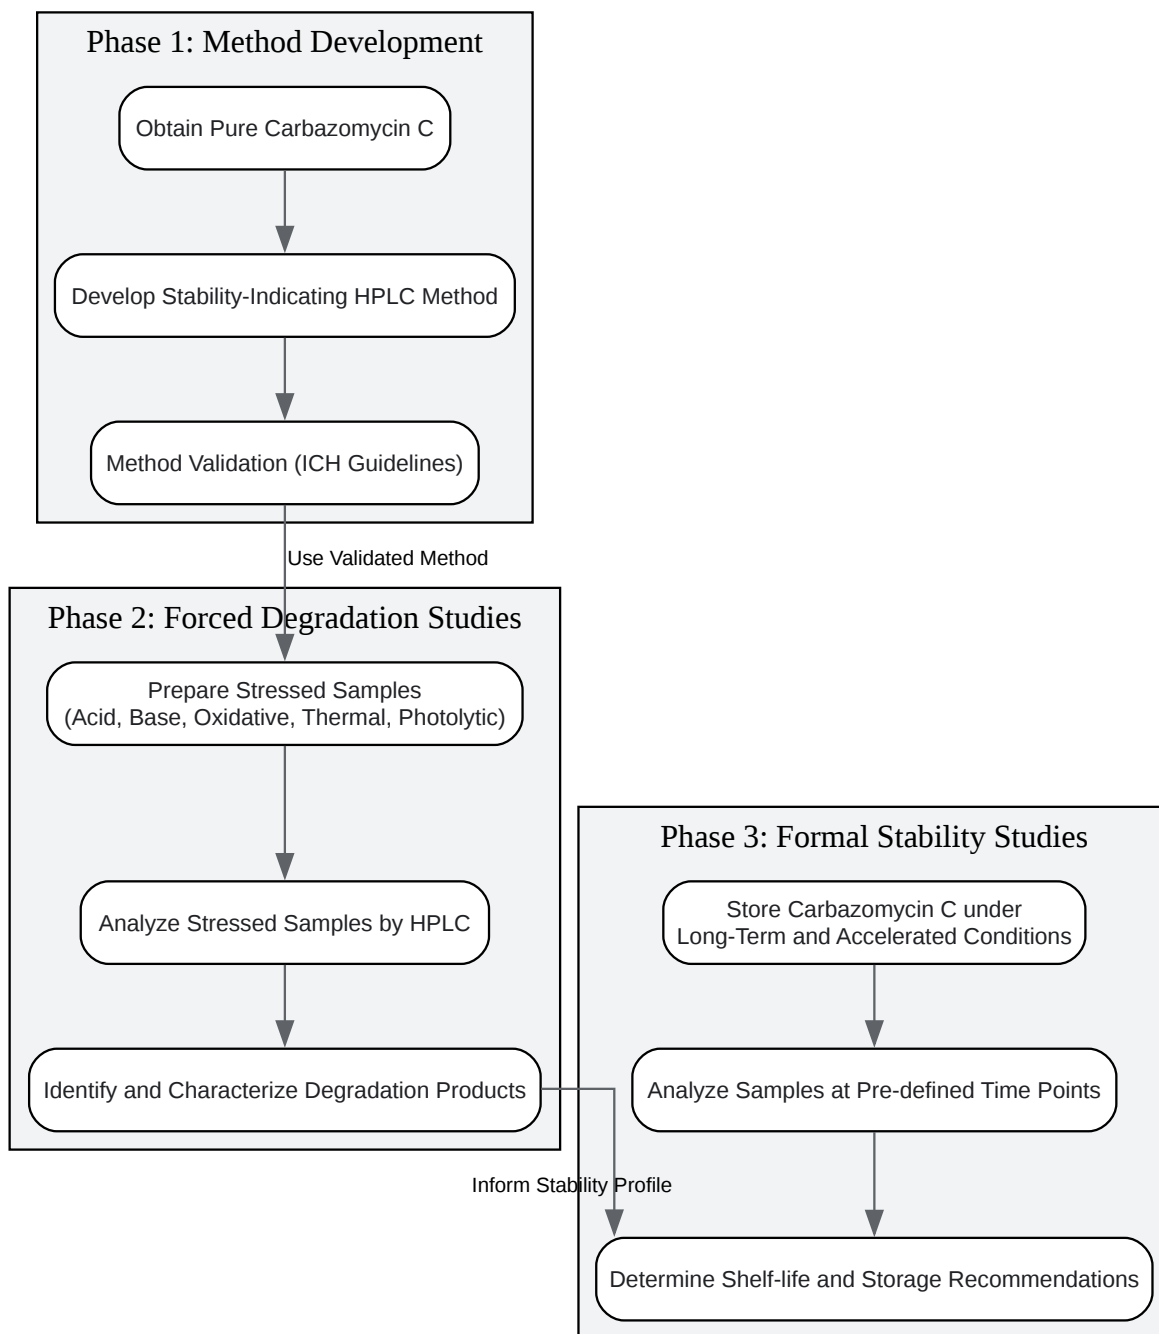 Phase 1: Method Development
Obtain Pure Carbazomycin C
Develop Stability-Indicating HPLC Method
Method Validation (ICH Guidelines)
Use Validated Method
Phase 2: Forced Degradation Studies
Prepare Stressed Samples
(Acid, Base, Oxidative, Thermal, Photolytic)
Analyze Stressed Samples by HPLC
Identify and Characterize Degradation Products
Inform Stability Profile
Phase 3: Formal Stability Studies
Store Carbazomycin C under
Long-Term and Accelerated Conditions
Analyze Samples at Pre-defined Time Points
Determine Shelf-life and Storage Recommendations